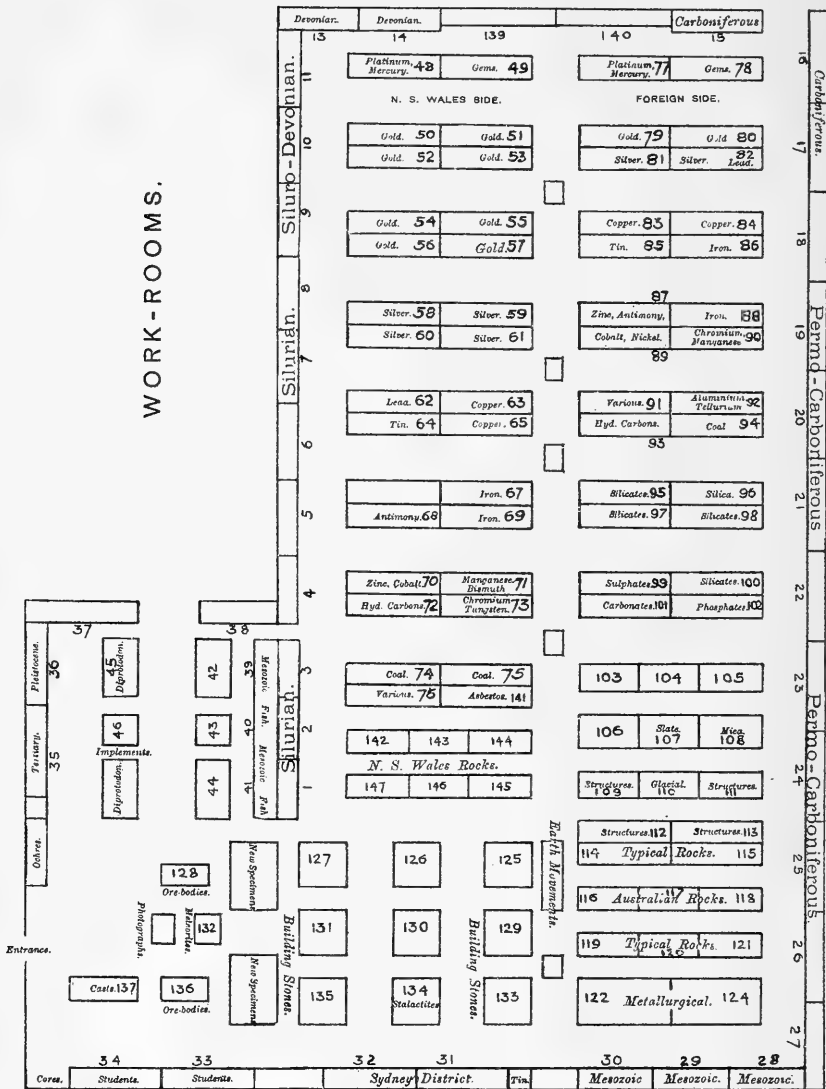 Devonian. Devonian. Carboniferous
13 14 139 140 15
Platinum, Mercury. 48 Gems. 49 Platinum, Mercury. 77 Gems. 78
N. S. WALES SIDE. FOREIGN SIDE.
Gold. 50 Gold. 51 Gold. 79 Gold 80
Gold. 52 Gold. 53 Silver. 81 Silver. Lead. 82
Gold. 54 Gold. 55 Copper. 83 Copper. 84
Gold. 56 Gold. 57 Tin. 85 Iron. 86
87
Silver. 58 Silver. 59 Zinc, Antimony, Iron. 88
Silver. 60 Silver. 61 Cobalt, Nickel. Chromium, Manganese 90
89
Lead. 62 Copper. 63 Various. 91 Aluminium Tellurium 92
Tin. 64 Copper. 65 Hyd. Carbons. Coal 94
93
Iron. 67 Silicates. 95 Silica. 96
Antimony. 68 Iron. 69 Silicates. 97 Silicates. 98
Zinc, Cobalt. 70 Manganese Bismuth 71 Sulphates 99 Silicates. 100
Hyd. Carbons. 72 Chromium Tungsten. 73 Carbonates. 101 Phosphates 102
Coal. 74 Coal. 75 103 104 105
Various. 76 Asbestos. 141
142 143 144 106 Slate. 107 Mica 108
N. S. Wales Rocks.
147 146 145 Structures. 109 Glacial. 110 Structures. 111
Structures. 112 Structures. 113
127 126 125 114 Typical Rocks. 115
116 Australian Rocks. 117 118
131 130 129 119 Typical Rocks. 120 121
135 134 Stalactites 133 122 Metallurgical. 124
WORK-ROOMS.
Siluro-Devonian.
11 10 9
Silurian.
8 7 6 5 4
Silurian.
3 2 1
Carboniferous.
16 17 18
Permo-Carboniferous
19 20 21 22
Permo-Carboniferous.
23 24 25 26 27
37 38
Pleistocene. 36 Diprotodon. 45 42 39 Mesozoic Fish.
Tertiary. 35 46 Implements. 43 40 Mesozoic Fish
Diprotodon. 44 41
Ochres.
128 Ore-bodies.
New Specimens
Photographs. Meteorites. 132
Building Stones. Building Stones.
Earth Movements.
Entrance.
Casts. 137 136 Ore-bodies.
New Specimens
34 33 32 31 30 29 28
Cores. Students. Students. Sydney District. Tin. Mesozoic Mesozoic. Mesozoic.